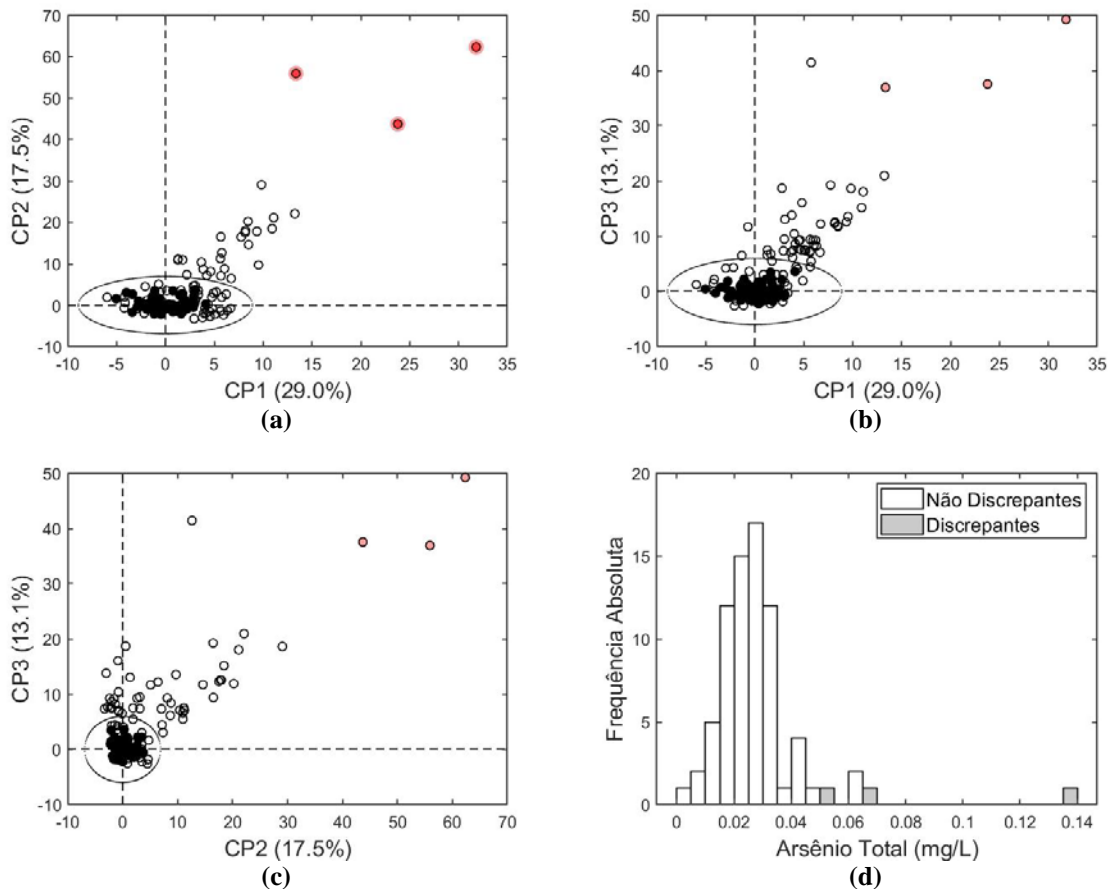 70
60
50
40
30
20
10
0
-10
CP2 (17.5%)
-10 -5 0 5 10 15 20 25 30 35
CP1 (29.0%)
(a)
50
40
30
20
10
0
-10
CP3 (13.1%)
-10 -5 0 5 10 15 20 25 30 35
CP1 (29.0%)
(b)
50
40
30
20
10
0
-10
CP3 (13.1%)
-10 0 10 20 30 40 50 60 70
CP2 (17.5%)
(c)
20
15
10
5
0
Frequência Absoluta
Não Discrepantes
Discrepantes
0 0.02 0.04 0.06 0.08 0.1 0.12 0.14
Arsênio Total (mg/L)
(d)